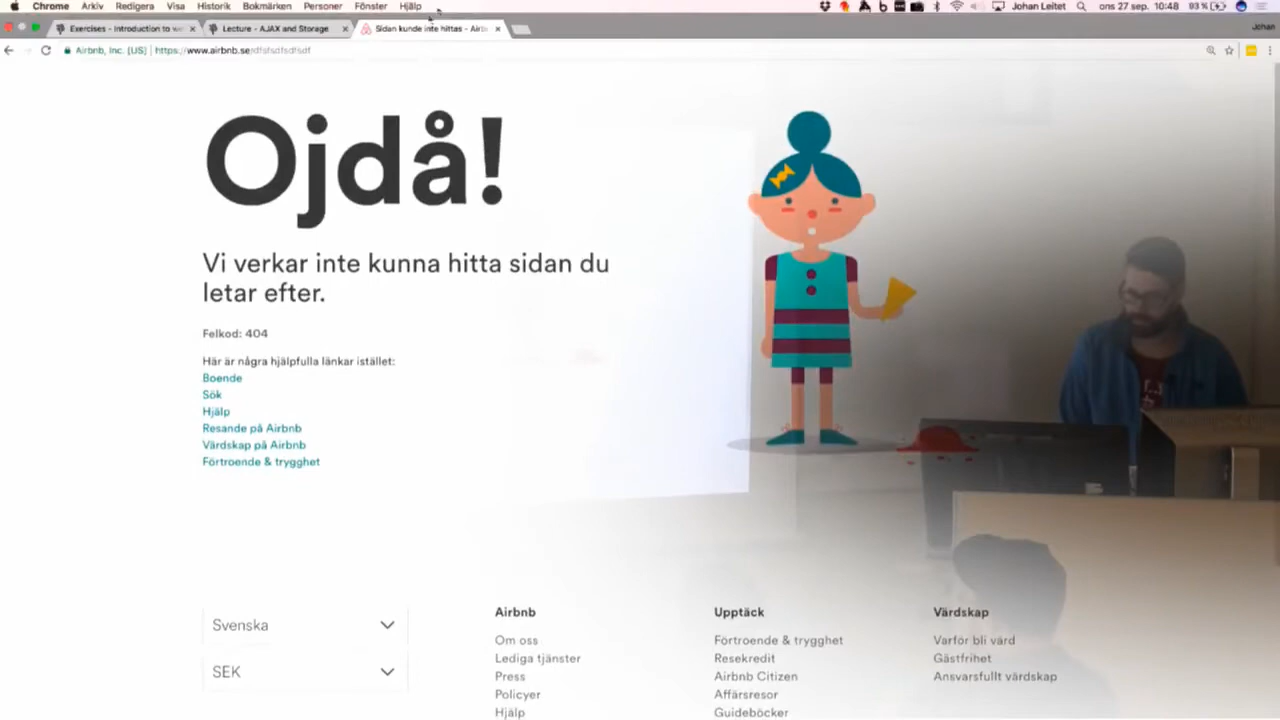 Chrome Arkiv Redigera Visa Historik Bokmärken Personer Fönster Hjälp
Johan Leitet ons 27 sep. 10:48 93 %
Exercises - Introduction to we
Lecture - AJAX and Storage
Sidan kunde inte hittas - Airb
Johan
Airbnb, Inc. [US] https://www.airbnb.se/dfsfsdfsdfsdf
Ojdå!
Vi verkar inte kunna hitta sidan du
letar efter.
Felkod: 404
Här är några hjälpfulla länkar istället:
Boende
Sök
Hjälp
Resande på Airbnb
Värdskap på Airbnb
Förtroende & trygghet
Svenska
SEK
Airbnb
Om oss
Lediga tjänster
Press
Policyer
Hjälp
Upptäck
Förtroende & trygghet
Resekredit
Airbnb Citizen
Affärsresor
Guideböcker
Värdskap
Varför bli värd
Gästfrihet
Ansvarsfullt värdskap